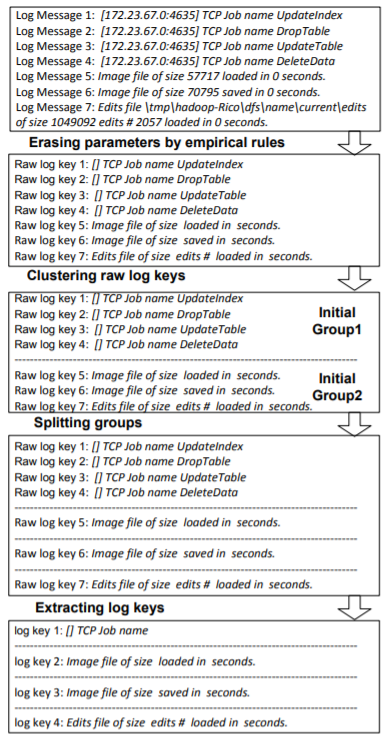 Log Message 1: [172.23.67.0:4635] TCP Job name UpdateIndex
Log Message 2: [172.23.67.0:4635] TCP Job name DropTable
Log Message 3: [172.23.67.0:4635] TCP Job name UpdateTable
Log Message 4: [172.23.67.0:4635] TCP Job name DeleteData
Log Message 5: Image file of size 57717 loaded in 0 seconds.
Log Message 6: Image file of size 70795 saved in 0 seconds.
Log Message 7: Edits file \tmp\hadoop-Rico\dfs\name\current\edits
of size 1049092 edits # 2057 loaded in 0 seconds.
Erasing parameters by empirical rules
Raw log key 1: [] TCP Job name UpdateIndex
Raw log key 2: [] TCP Job name DropTable
Raw log key 3: [] TCP Job name UpdateTable
Raw log key 4: [] TCP Job name DeleteData
Raw log key 5: Image file of size loaded in seconds.
Raw log key 6: Image file of size saved in seconds.
Raw log key 7: Edits file of size edits # loaded in seconds.
Clustering raw log keys
Raw log key 1: [] TCP Job name UpdateIndex
Raw log key 2: [] TCP Job name DropTable
Raw log key 3: [] TCP Job name UpdateTable
Raw log key 4: [] TCP Job name DeleteData
Initial
Group1
Raw log key 5: Image file of size loaded in seconds.
Raw log key 6: Image file of size saved in seconds.
Raw log key 7: Edits file of size edits # loaded in seconds.
Initial
Group2
Splitting groups
Raw log key 1: [] TCP Job name UpdateIndex
Raw log key 2: [] TCP Job name DropTable
Raw log key 3: [] TCP Job name UpdateTable
Raw log key 4: [] TCP Job name DeleteData
Raw log key 5: Image file of size loaded in seconds.
Raw log key 6: Image file of size saved in seconds.
Raw log key 7: Edits file of size edits # loaded in seconds.
Extracting log keys
log key 1: [] TCP Job name
log key 2: Image file of size loaded in seconds.
log key 3: Image file of size saved in seconds.
log key 4: Edits file of size edits # loaded in seconds.